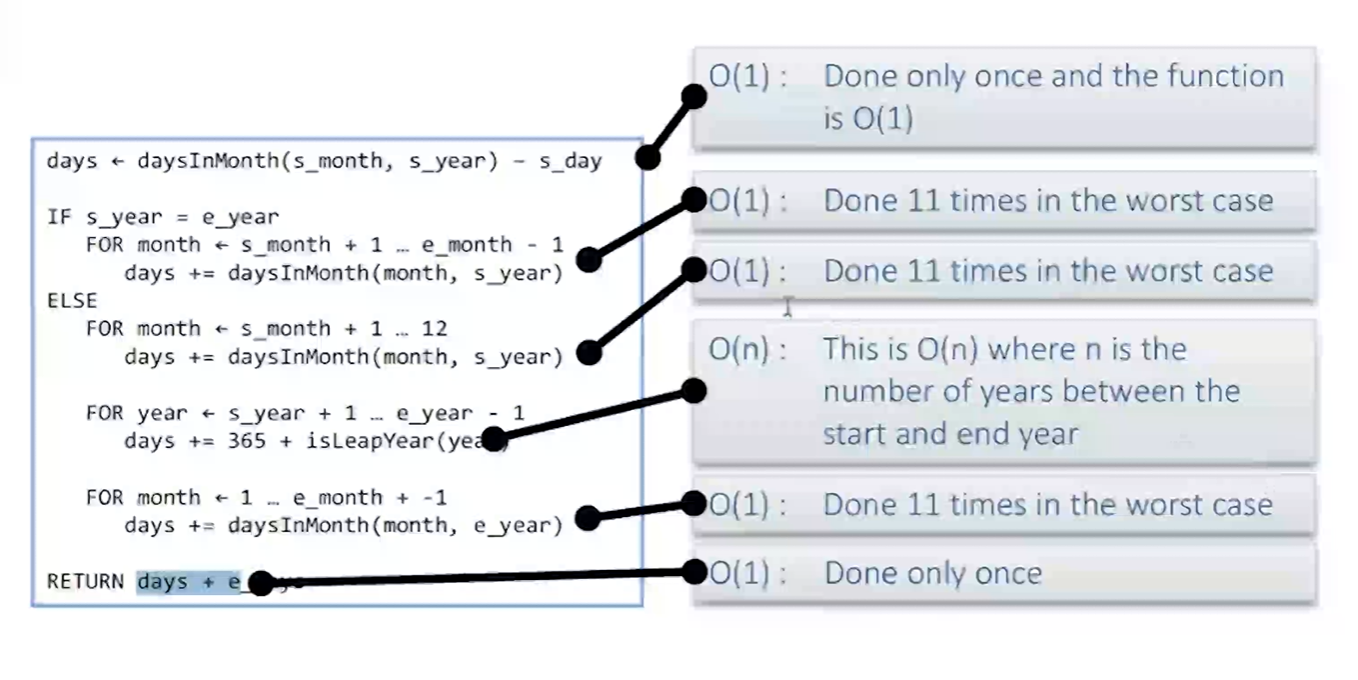 days ← daysInMonth(s_month, s_year) – s_day
IF s_year = e_year
FOR month ← s_month + 1 … e_month - 1
days += daysInMonth(month, s_year)
ELSE
FOR month ← s_month + 1 … 12
days += daysInMonth(month, s_year)
FOR year ← s_year + 1 … e_year - 1
days += 365 + isLeapYear(year)
FOR month ← 1 … e_month + -1
days += daysInMonth(month, e_year)
RETURN days + e_
O(1) : Done only once and the function
is O(1)
O(1) : Done 11 times in the worst case
O(1) : Done 11 times in the worst case
O(n) : This is O(n) where n is the
number of years between the
start and end year
O(1) : Done 11 times in the worst case
O(1) : Done only once